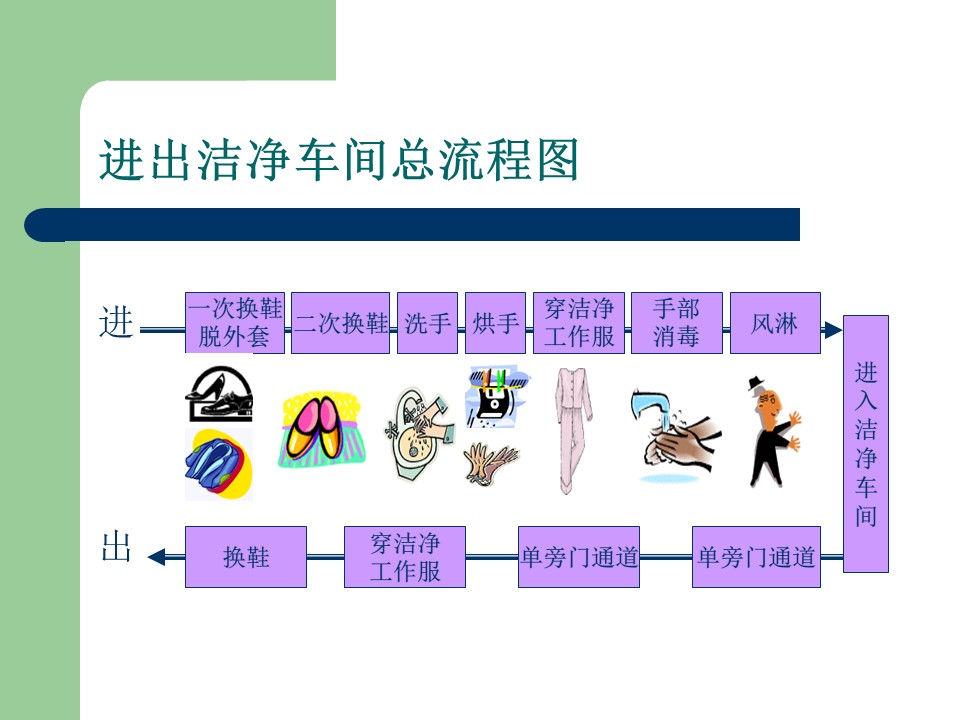 进出洁净车间总流程图
进
一次换鞋
脱外套
二次换鞋
洗手
烘手
穿洁净
工作服
手部
消毒
风淋
进入洁净车间
出
换鞋
穿洁净
工作服
单旁门通道
单旁门通道